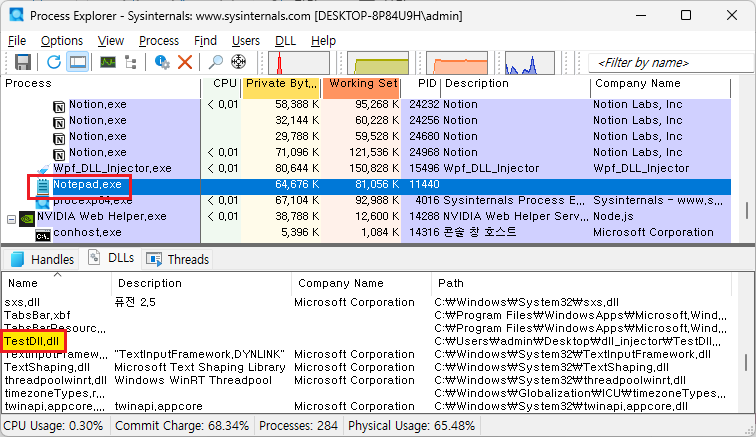 Process Explorer - Sysinternals: www.sysinternals.com [DESKTOP-8P84U9H\admin]
File Options View Process Find Users DLL Help
<Filter by name>
Process CPU Private Byt... Working Set PID Description Company Name
Notion,exe < 0,01 58,388 K 95,268 K 24232 Notion Notion Labs, Inc
Notion,exe 32,144 K 60,228 K 24256 Notion Notion Labs, Inc
Notion,exe 29,788 K 59,528 K 24680 Notion Notion Labs, Inc
Notion,exe < 0,01 71,096 K 121,536 K 24968 Notion Notion Labs, Inc
Wpf_DLL_Injector,exe < 0,01 80,644 K 150,828 K 15496 Wpf_DLL_Injector Wpf_DLL_Injector
Notepad,exe 64,676 K 81,056 K 11440
procexp64,exe < 0,01 67,104 K 92,988 K 4016 Sysinternals Process E... Sysinternals - www,s...
NVIDIA Web Helper,exe < 0,01 38,788 K 12,600 K 14288 NVIDIA Web Helper Serv... Node,js
conhost,exe 5,396 K 1,084 K 14316 콘솔 창 호스트 Microsoft Corporation
Handles DLLs Threads
Name Description Company Name Path
sxs,dll 퓨전 2,5 Microsoft Corporation C:₩Windows₩System32₩sxs,dll
TabsBar,xbf C:₩Program Files₩WindowsApps₩Microsoft,Wind...
TabsBarResourc... C:₩Program Files₩WindowsApps₩Microsoft,Wind...
TestDll,dll C:₩Users₩admin₩Desktop₩dll_injector₩TestDll,...
TextInputFramew... "TextInputFramework,DYNLINK" Microsoft Corporation C:₩Windows₩System32₩TextInputFramework,dll
TextShaping,dll Microsoft Text Shaping Library C:₩Windows₩System32₩TextShaping,dll
threadpoolwinrt,dll Windows WinRT Threadpool C:₩Windows₩System32₩threadpoolwinrt,dll
timezoneTypes,r... C:₩Windows₩Globalization₩ICU₩timezoneTypes,...
twinapi,appcore,... twinapi,appcore Microsoft Corporation C:₩Windows₩System32₩twinapi,appcore,dll
CPU Usage: 0.30% Commit Charge: 68.34% Processes: 284 Physical Usage: 65.48%